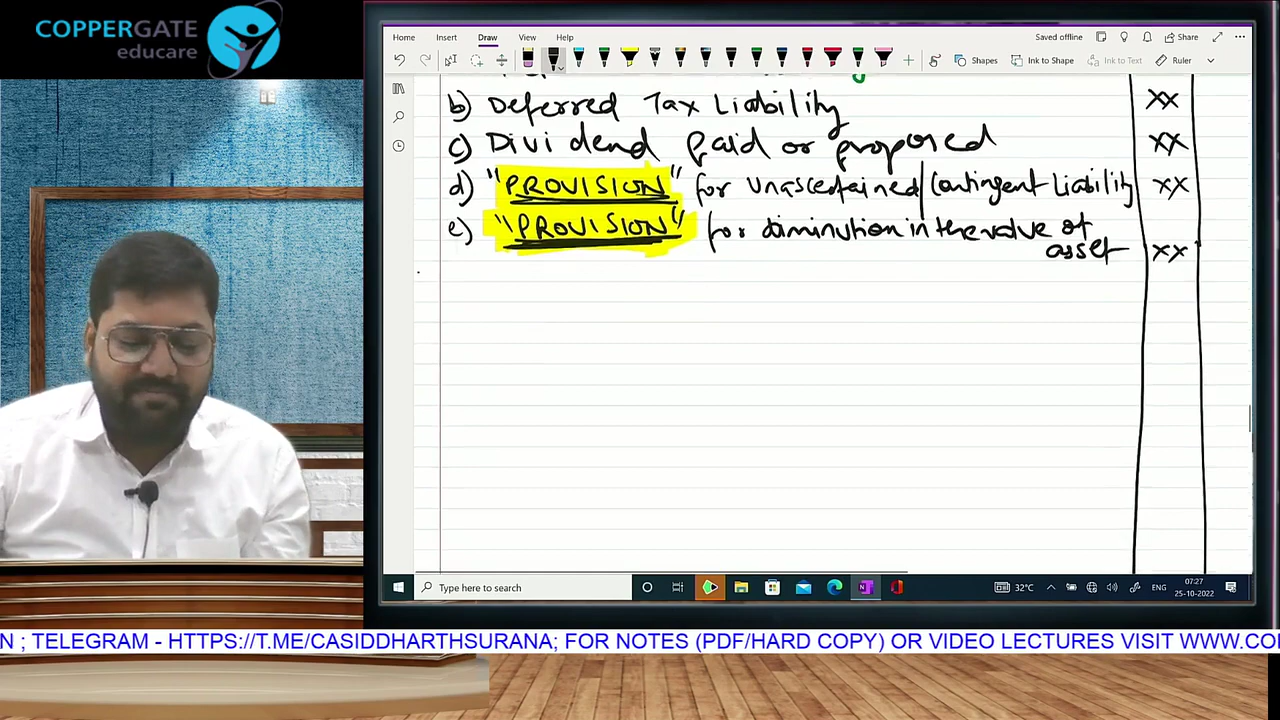 COPPERGATE
educare
Home Insert Draw View Help
Saved offline
Share
Shapes
Ink to Shape
Ink to Text
Ruler
b) Deferred Tax Liability XX
c) Dividend paid or proposed XX
d) "PROVISION" for unascertained/Contingent Liability XX
e) "PROVISION" for diminution in the value of
asset XX
Type here to search
32°C
ENG
07:27
25-10-2022
N ; TELEGRAM - HTTPS://T.ME/CASIDDHARTHSURANA; FOR NOTES (PDF/HARD COPY) OR VIDEO LECTURES VISIT WWW.CO